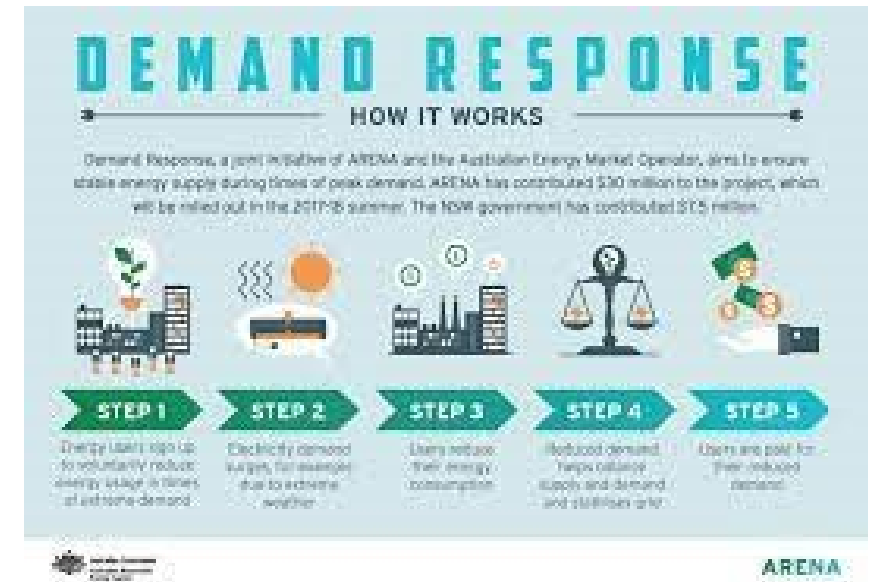 DEMAND RESPONSE
HOW IT WORKS
Demand Response, a joint initiative of ARENA and the Australian Energy Market Operator, aims to ensure
stable energy supply during times of peak demand. ARENA has contributed $30 million to the project, which
will be rolled out in the 2017-18 summer. The NSW government has contributed $7.5 million.
STEP 1
STEP 2
STEP 3
STEP 4
STEP 5
Energy users sign up
to voluntarily reduce
energy usage in times
of extreme demand
Electricity demand
surges, for example
due to extreme
weather
Users reduce
their energy
consumption
Reduced demand
helps balance
supply and demand
and stabilises grid
Users are paid for
their reduced
demand
ARENA